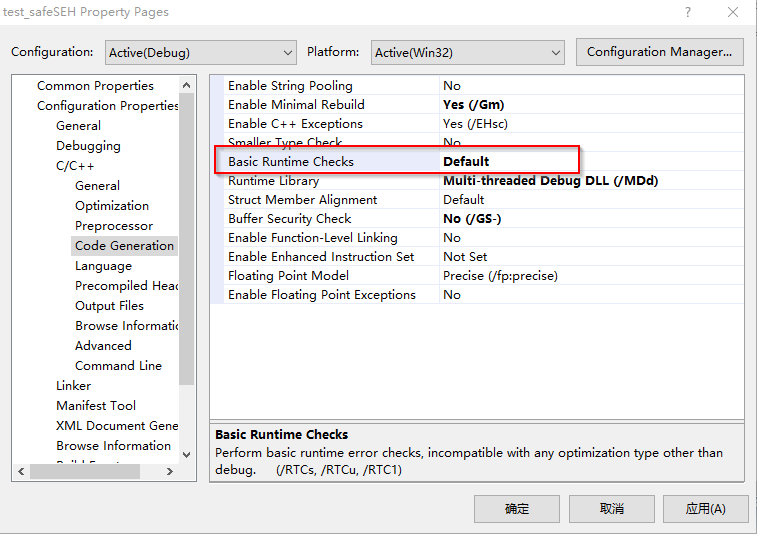 test_safeSEH Property Pages
Configuration: Active(Debug) Platform: Active(Win32) Configuration Manager...
Common Properties
Configuration Properties
General
Debugging
C/C++
General
Optimization
Preprocessor
Code Generation
Language
Precompiled Head
Output Files
Browse Informatic
Advanced
Command Line
Linker
Manifest Tool
XML Document Gene
Browse Information
Enable String Pooling No
Enable Minimal Rebuild Yes (/Gm)
Enable C++ Exceptions Yes (/EHsc)
Smaller Type Check No
Basic Runtime Checks Default
Runtime Library Multi-threaded Debug DLL (/MDd)
Struct Member Alignment Default
Buffer Security Check No (/GS-)
Enable Function-Level Linking No
Enable Enhanced Instruction Set Not Set
Floating Point Model Precise (/fp:precise)
Enable Floating Point Exceptions No
Basic Runtime Checks
Perform basic runtime error checks, incompatible with any optimization type other than
debug. (/RTCs, /RTCu, /RTC1)
确定 取消 应用(A)